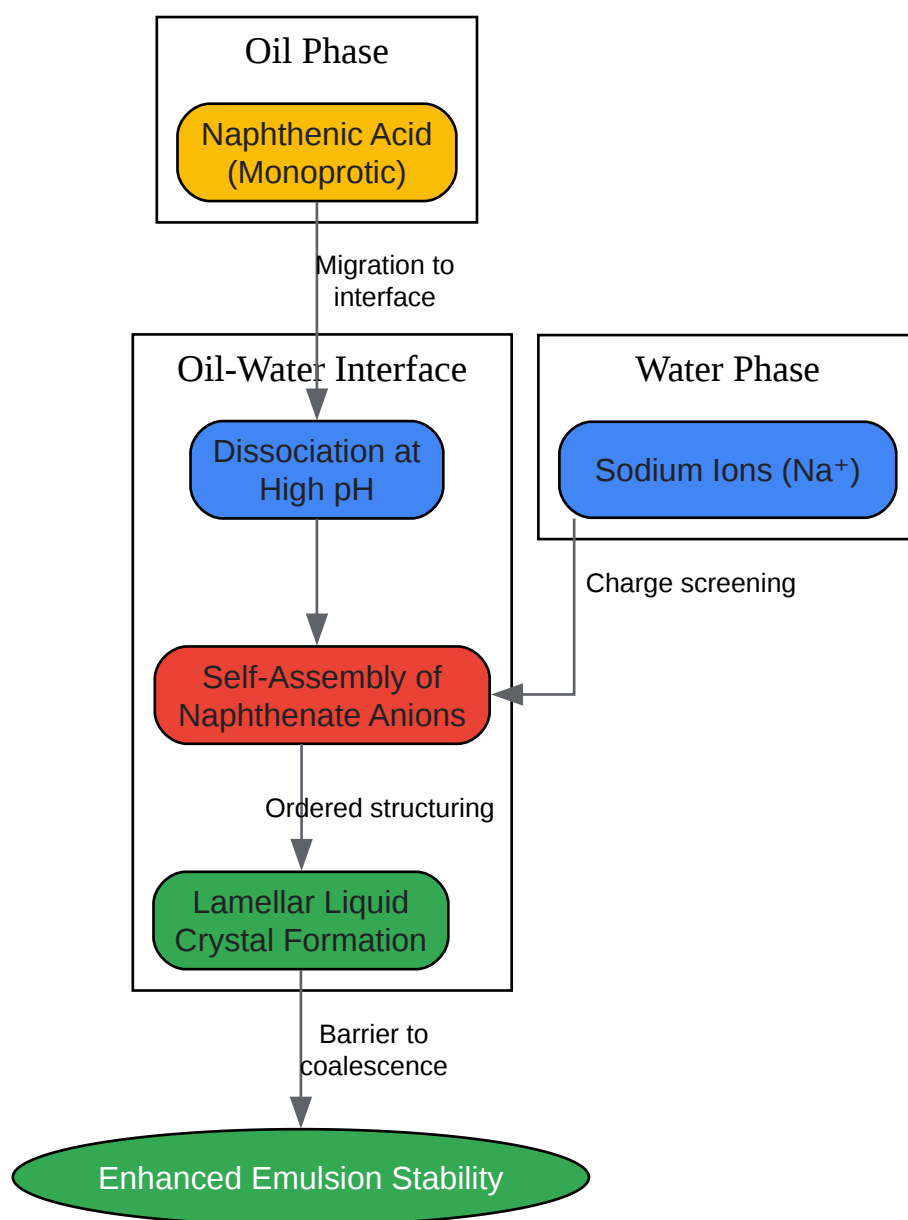 Oil Phase
Naphthenic Acid
(Monoprotic)
Migration to
interface
Oil-Water Interface
Water Phase
Dissociation at
High pH
Sodium Ions (Na⁺)
Charge screening
Self-Assembly of
Naphthenate Anions
Ordered structuring
Lamellar Liquid
Crystal Formation
Barrier to
coalescence
Enhanced Emulsion Stability